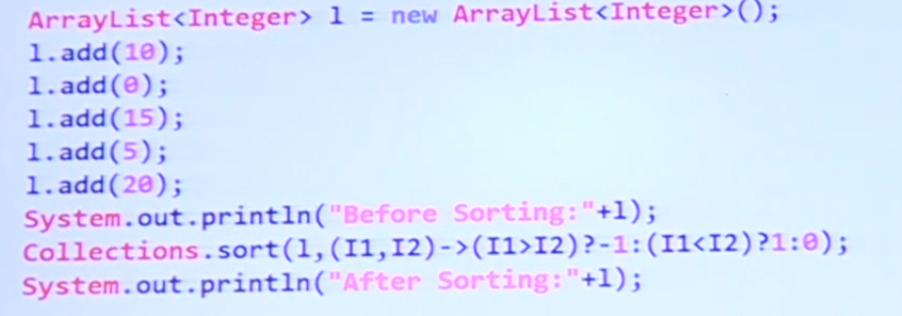 ArrayList<Integer> l = new ArrayList<Integer>();
l.add(10);
l.add(0);
l.add(15);
l.add(5);
l.add(20);
System.out.println("Before Sorting:"+l);
Collections.sort(l,(I1,I2)->(I1>I2)?-1:(I1<I2)?1:0);
System.out.println("After Sorting:"+l);